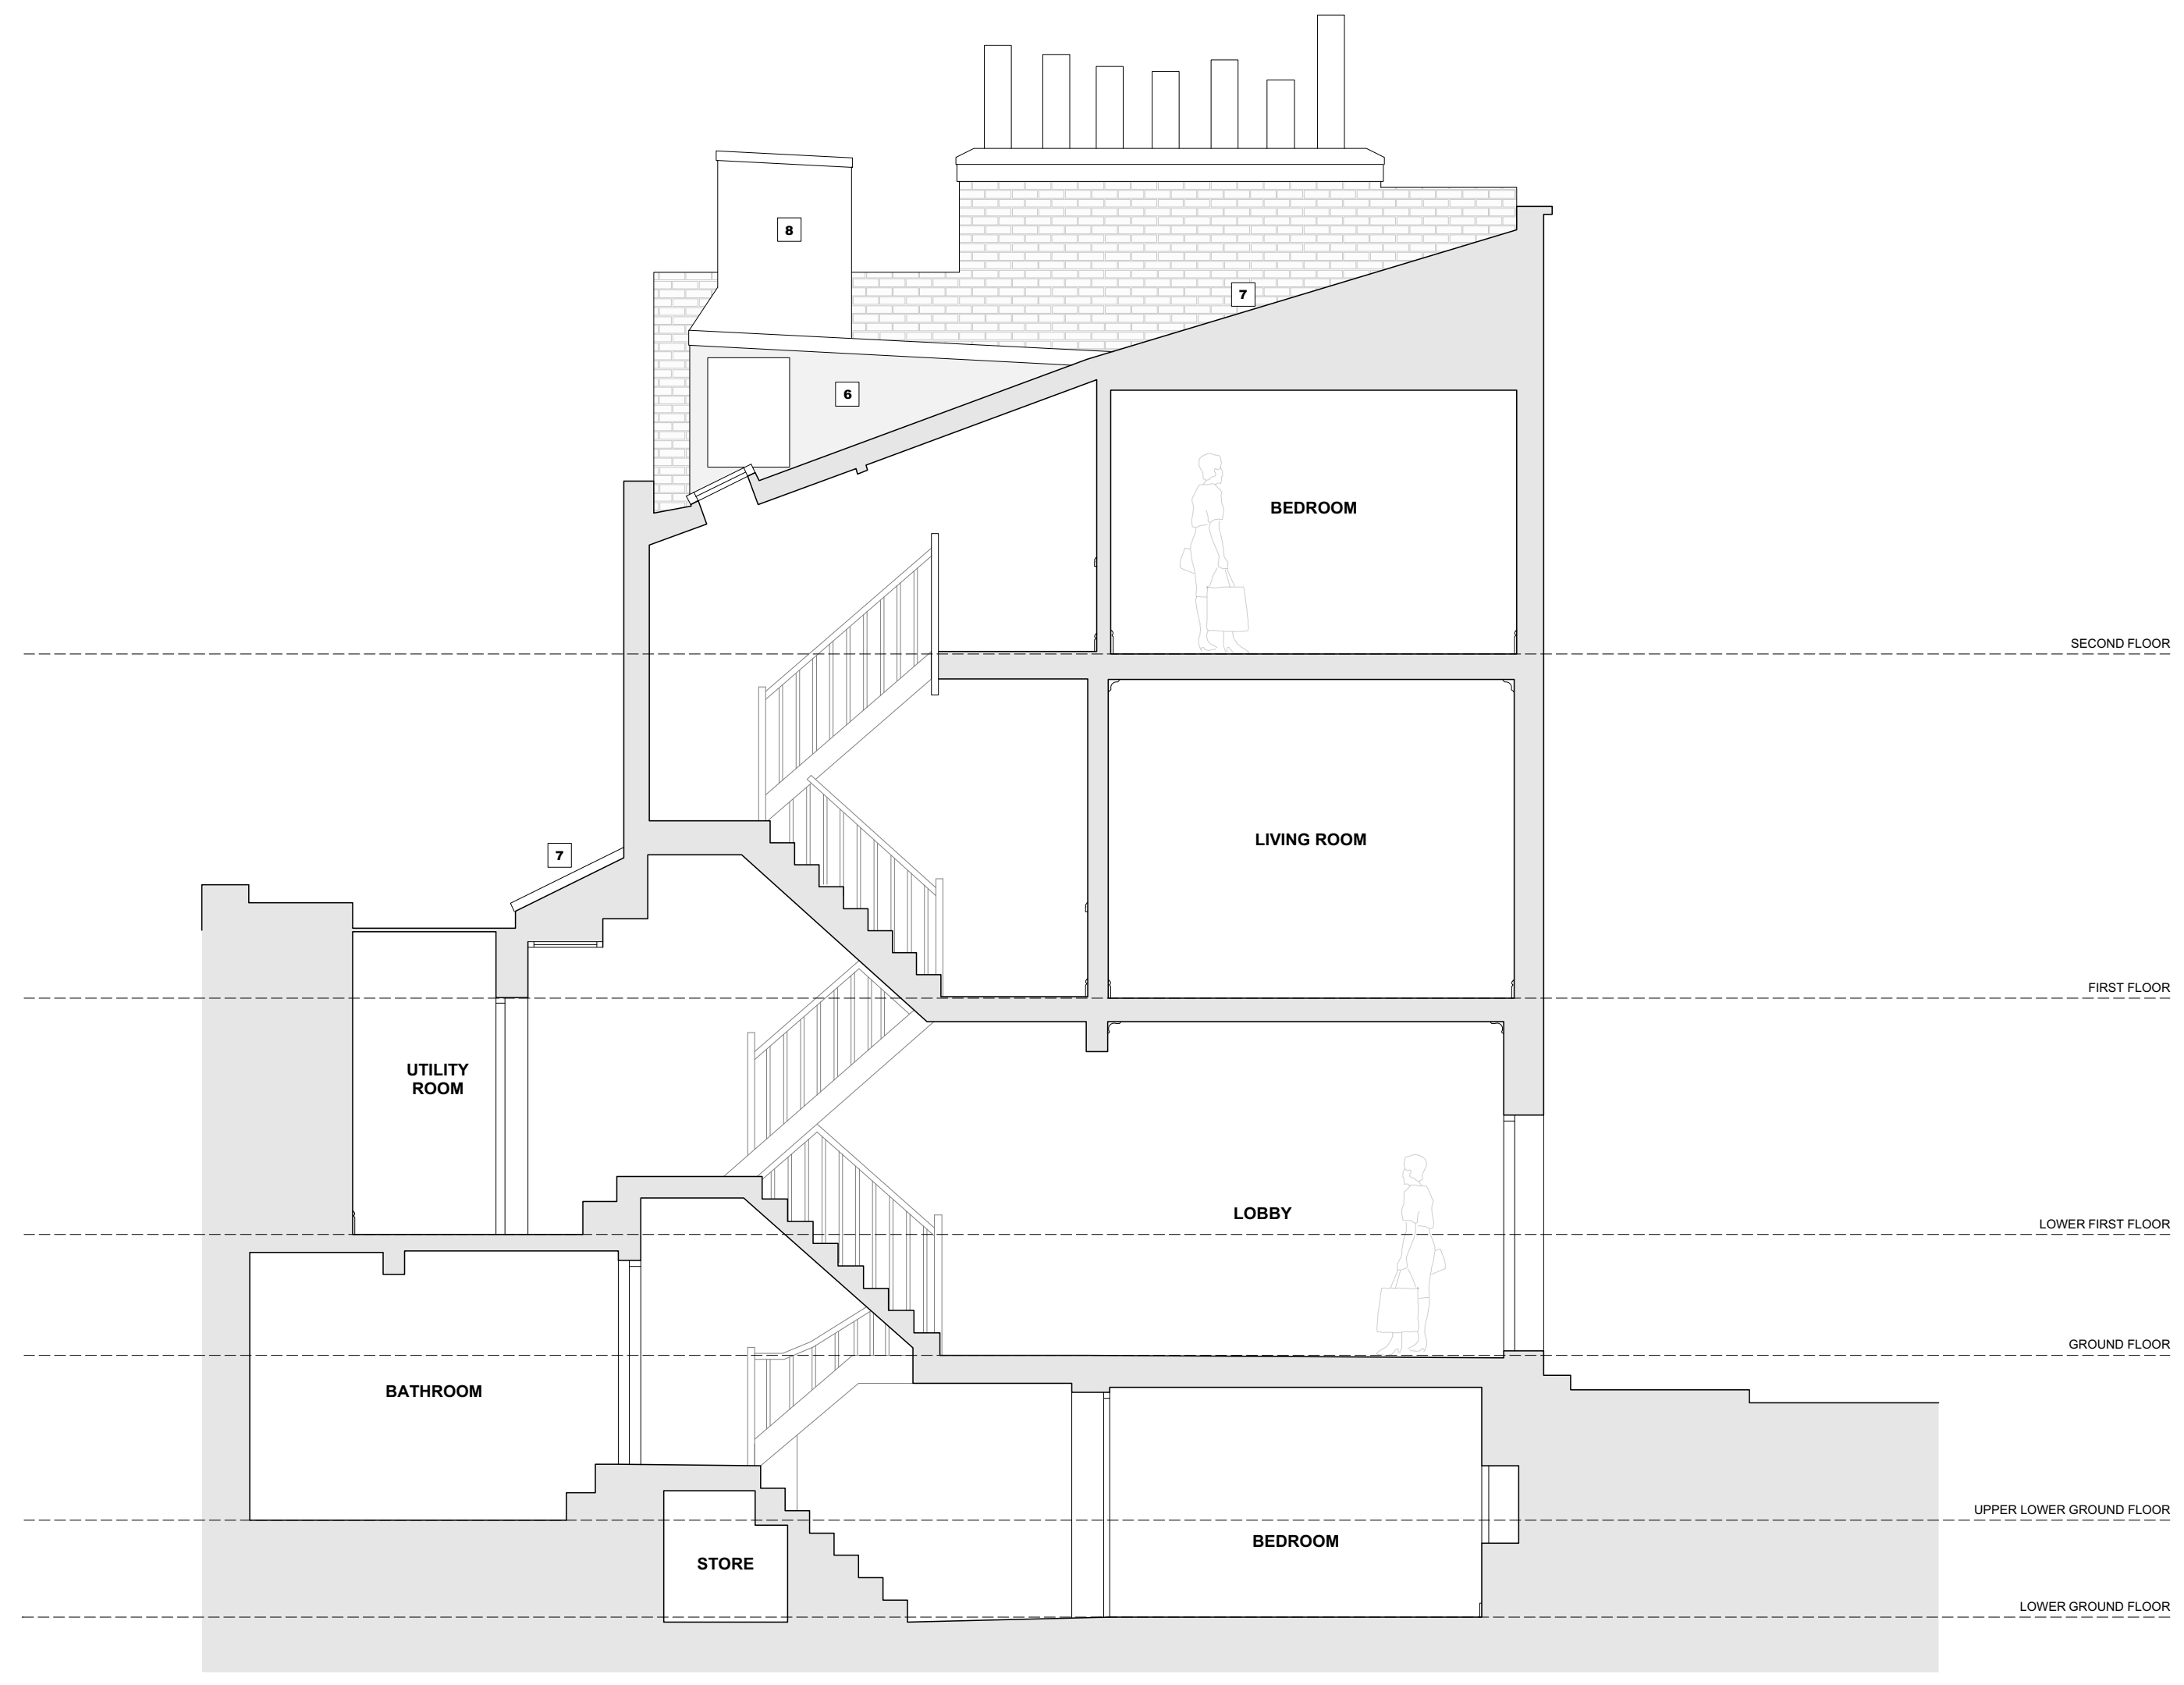 8
7
6
BEDROOM
SECOND FLOOR
LIVING ROOM
7
FIRST FLOOR
UTILITY
ROOM
LOBBY
LOWER FIRST FLOOR
GROUND FLOOR
BATHROOM
UPPER LOWER GROUND FLOOR
BEDROOM
STORE
LOWER GROUND FLOOR